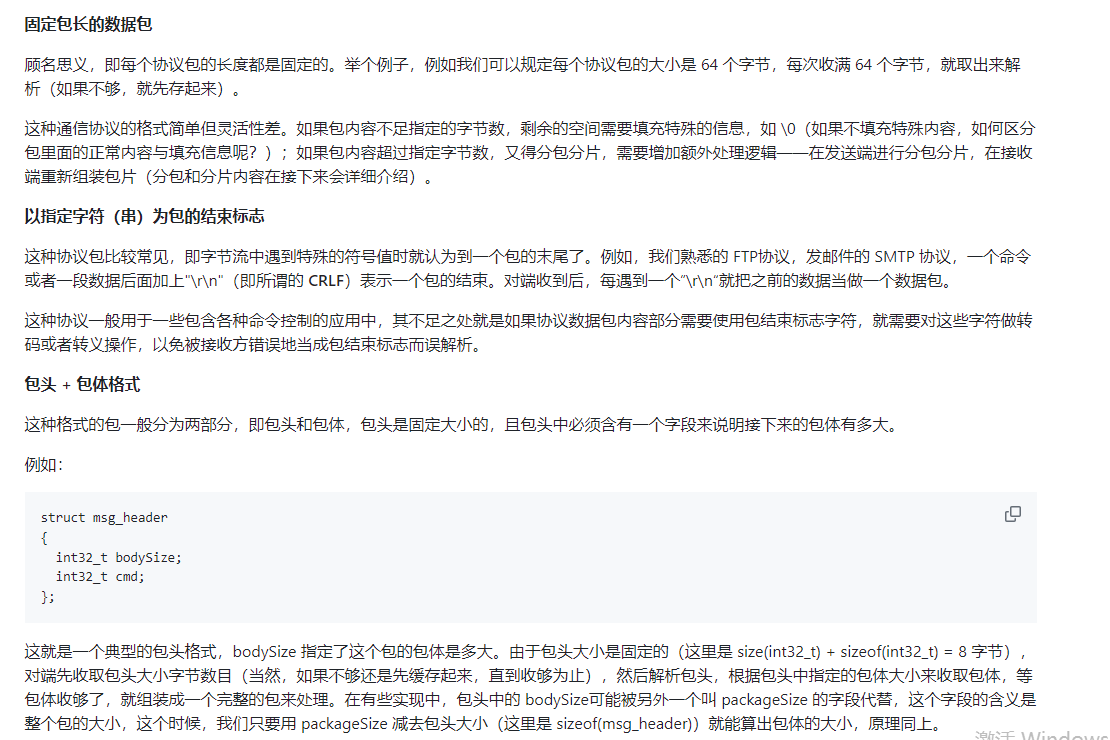 固定包长的数据包
顾名思义，即每个协议包的长度都是固定的。举个例子，例如我们可以规定每个协议包的大小是 64 个字节，每次收满 64 个字节，就取出来解
析（如果不够，就先存起来）。
这种通信协议的格式简单但灵活性差。如果包内容不足指定的字节数，剩余的空间需要填充特殊的信息，如 \0（如果不填充特殊内容，如何区分
包里面的正常内容与填充信息呢？）；如果包内容超过指定字节数，又得分包分片，需要增加额外处理逻辑——在发送端进行分包分片，在接收
端重新组装包片（分包和分片内容在接下来会详细介绍）。
以指定字符（串）为包的结束标志
这种协议包比较常见，即字节流中遇到特殊的符号值时就认为到一个包的末尾了。例如，我们熟悉的 FTP协议，发邮件的 SMTP 协议，一个命令
或者一段数据后面加上"\r\n"（即所谓的 CRLF）表示一个包的结束。对端收到后，每遇到一个”\r\n“就把之前的数据当做一个数据包。
这种协议一般用于一些包含各种命令控制的应用中，其不足之处就是如果协议数据包内容部分需要使用包结束标志字符，就需要对这些字符做转
码或者转义操作，以免被接收方错误地当成包结束标志而误解析。
包头 + 包体格式
这种格式的包一般分为两部分，即包头和包体，包头是固定大小的，且包头中必须含有一个字段来说明接下来的包体有多大。
例如：
struct msg_header
{
  int32_t bodySize;
  int32_t cmd;
};
这就是一个典型的包头格式，bodySize 指定了这个包的包体是多大。由于包头大小是固定的（这里是 size(int32_t) + sizeof(int32_t) = 8 字节），
对端先收取包头大小字节数目（当然，如果不够还是先缓存起来，直到收够为止），然后解析包头，根据包头中指定的包体大小来收取包体，等
包体收够了，就组装成一个完整的包来处理。在有些实现中，包头中的 bodySize可能被另外一个叫 packageSize 的字段代替，这个字段的含义是
整个包的大小，这个时候，我们只要用 packageSize 减去包头大小（这里是 sizeof(msg_header)）就能算出包体的大小，原理同上。
激活 Windows